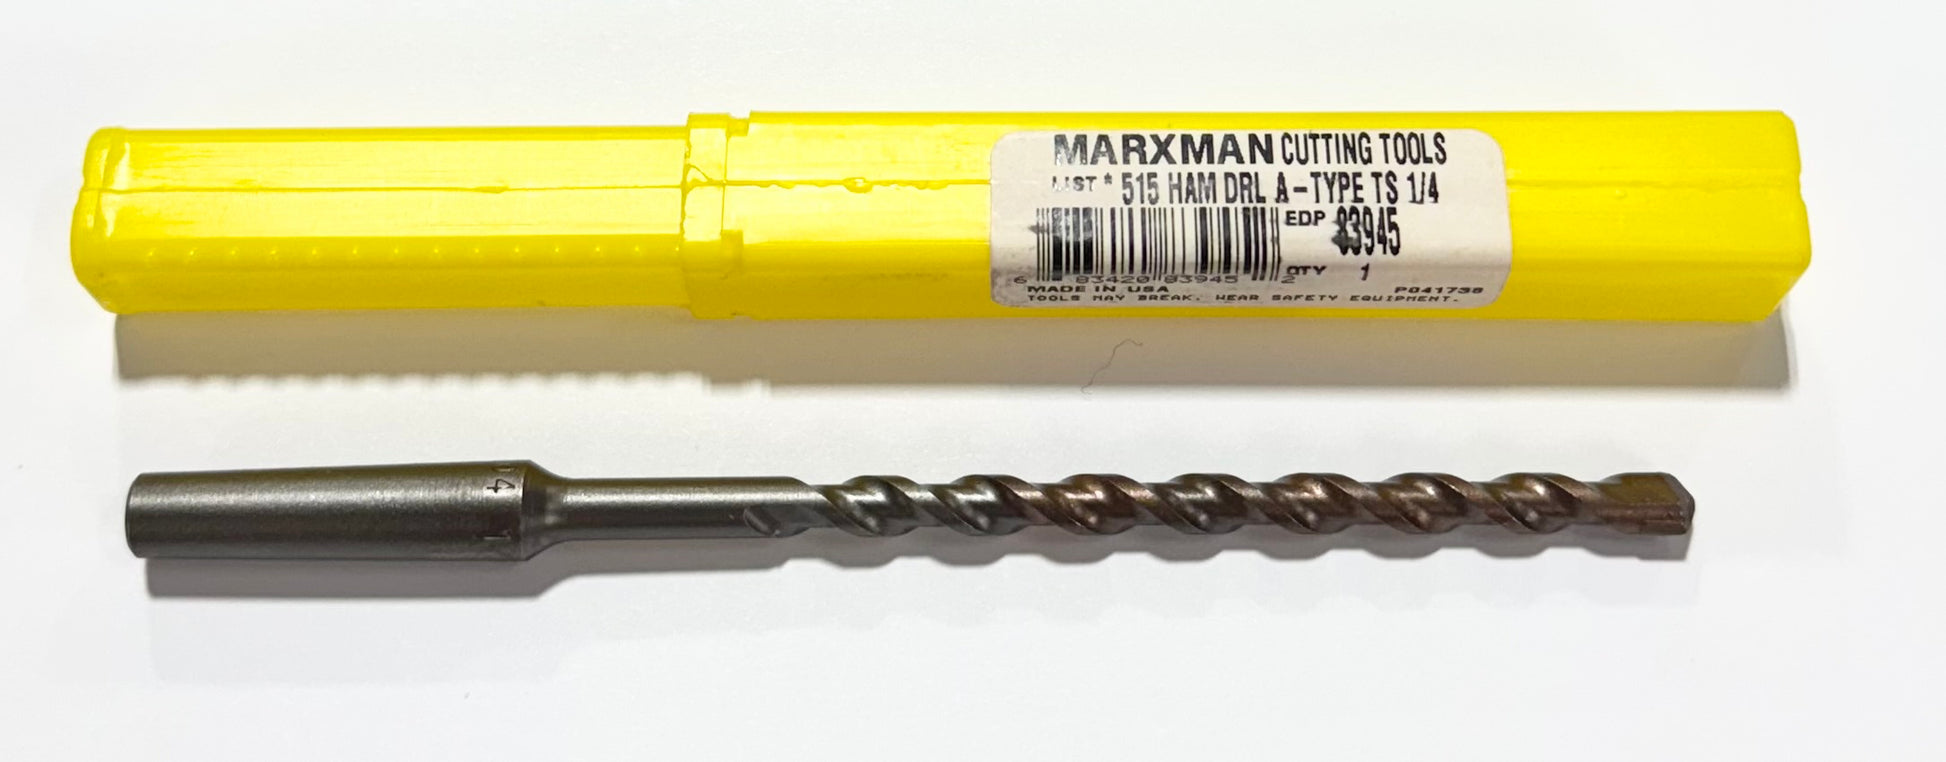 MARXMAN CUTTING TOOLS
LIST * 515 HAM DRL A-TYPE TS 1/4
EDP 83945
6 83420 83945 2
QTY 1
MADE IN USA P041738
TOOLS MAY BREAK. WEAR SAFETY EQUIPMENT.